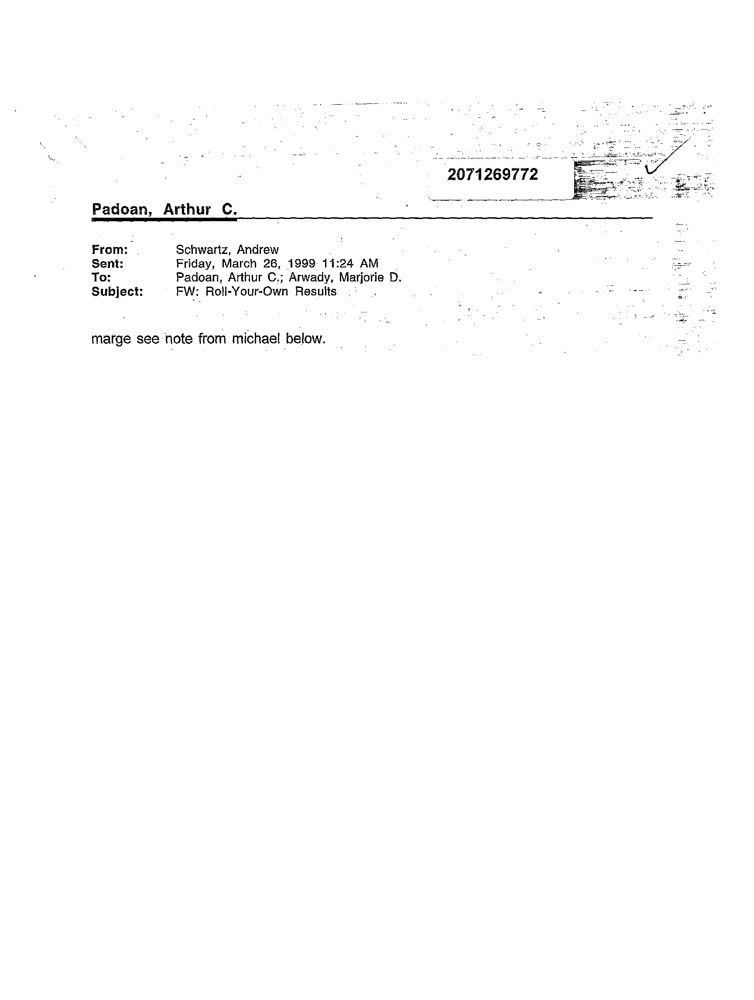 2071269772
Padoan, Arthur C.
From: Schwartz, Andrew
Sent: Friday, March 26, 1999 11:24 AM
To: Padoan, Arthur C.; Arwady, Marjorie D.
Subject: FW: Roll-Your-Own Results
marge see note from michael below.